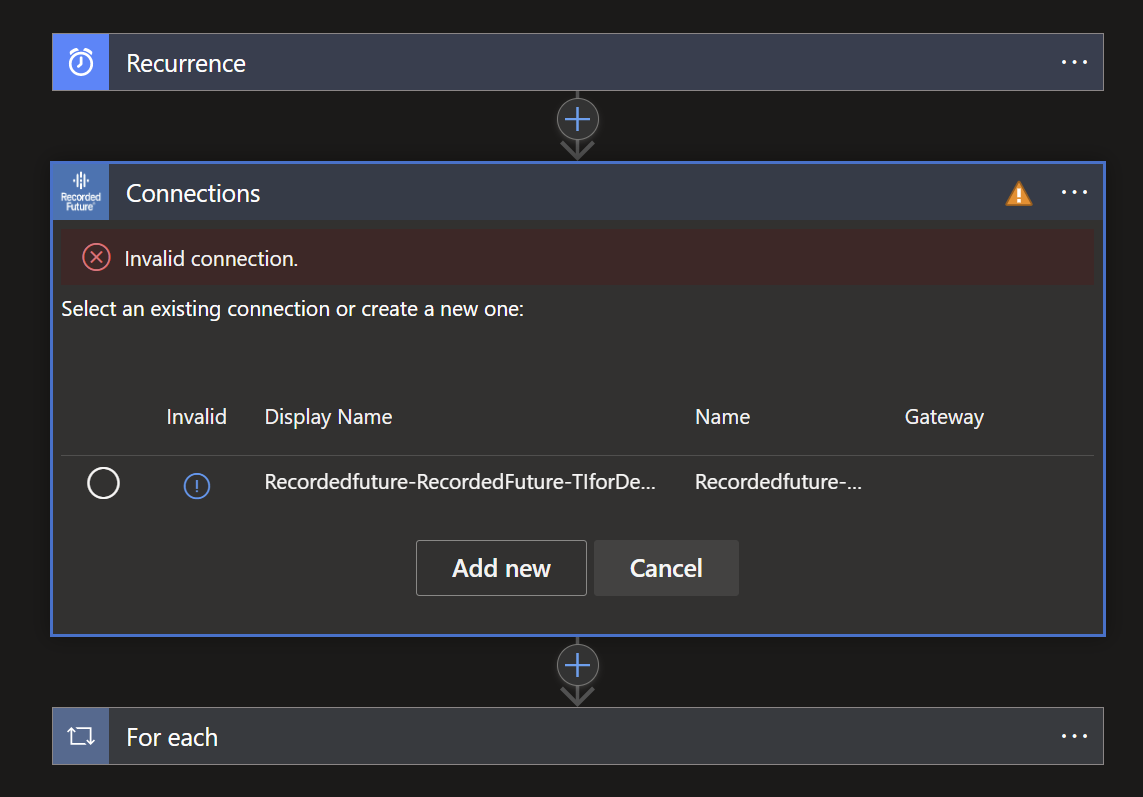 Recurrence
Recorded
Future
Connections
Invalid connection.
Select an existing connection or create a new one:
Invalid Display Name Name Gateway
Recordedfuture-RecordedFuture-TIforDe... Recordedfuture-...
Add new Cancel
For each